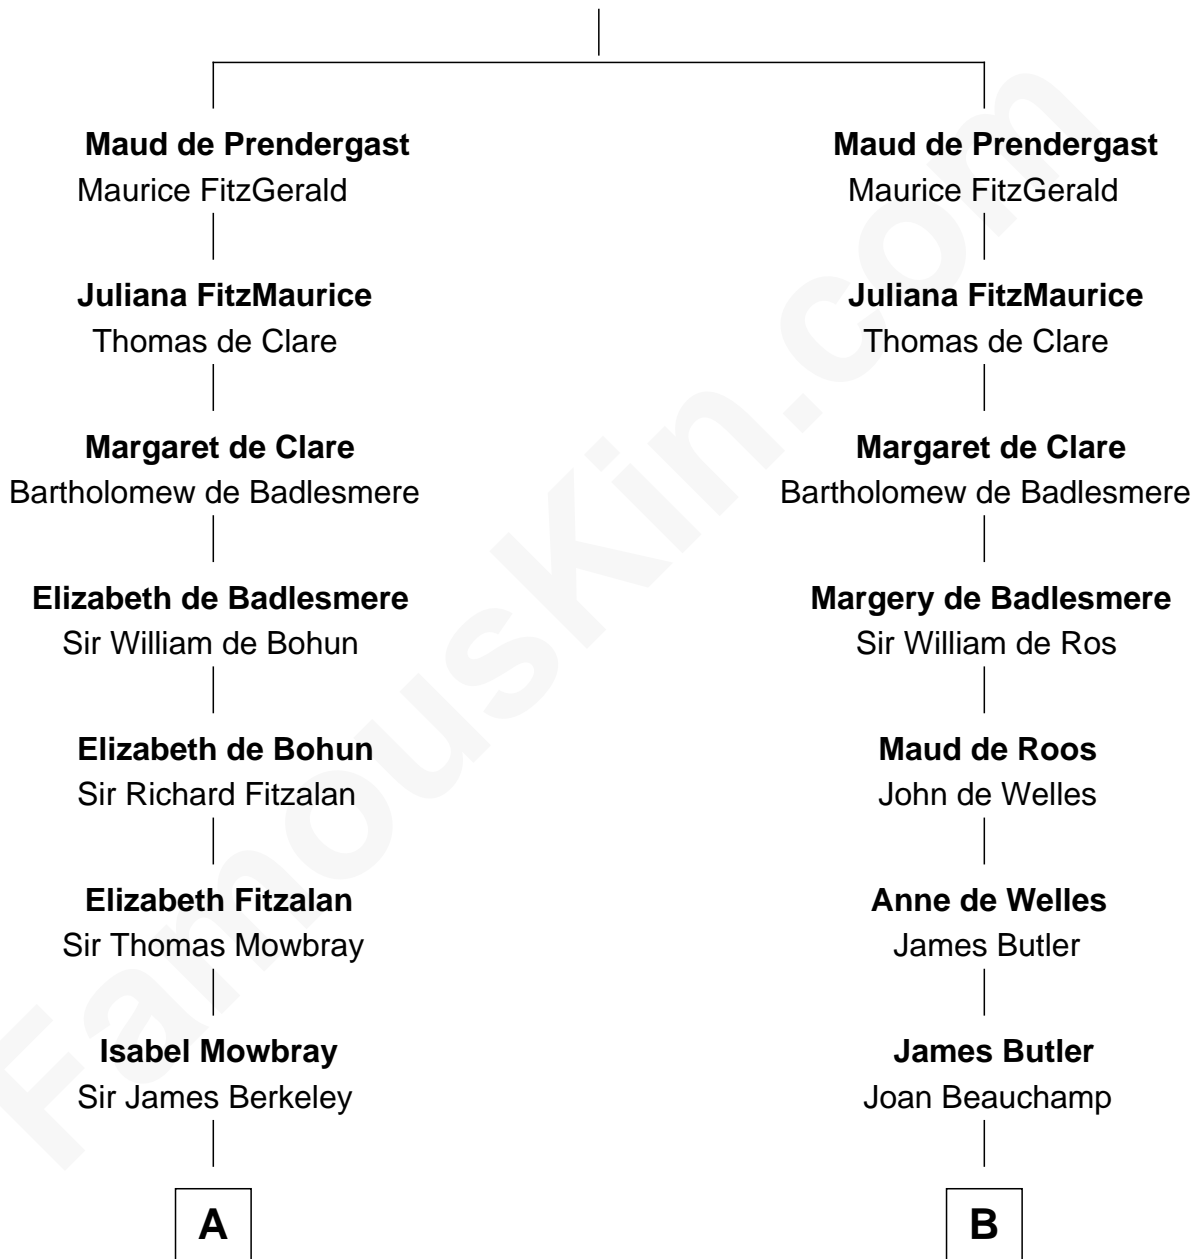 Maud de Prendergast
Maurice FitzGerald
Juliana FitzMaurice
Thomas de Clare
Margaret de Clare
Bartholomew de Badlesmere
Elizabeth de Badlesmere
Sir William de Bohun
Elizabeth de Bohun
Sir Richard Fitzalan
Elizabeth Fitzalan
Sir Thomas Mowbray
Isabel Mowbray
Sir James Berkeley
A
Maud de Prendergast
Maurice FitzGerald
Juliana FitzMaurice
Thomas de Clare
Margaret de Clare
Bartholomew de Badlesmere
Margery de Badlesmere
Sir William de Ros
Maud de Roos
John de Welles
Anne de Welles
James Butler
James Butler
Joan Beauchamp
B
FamousKin.com